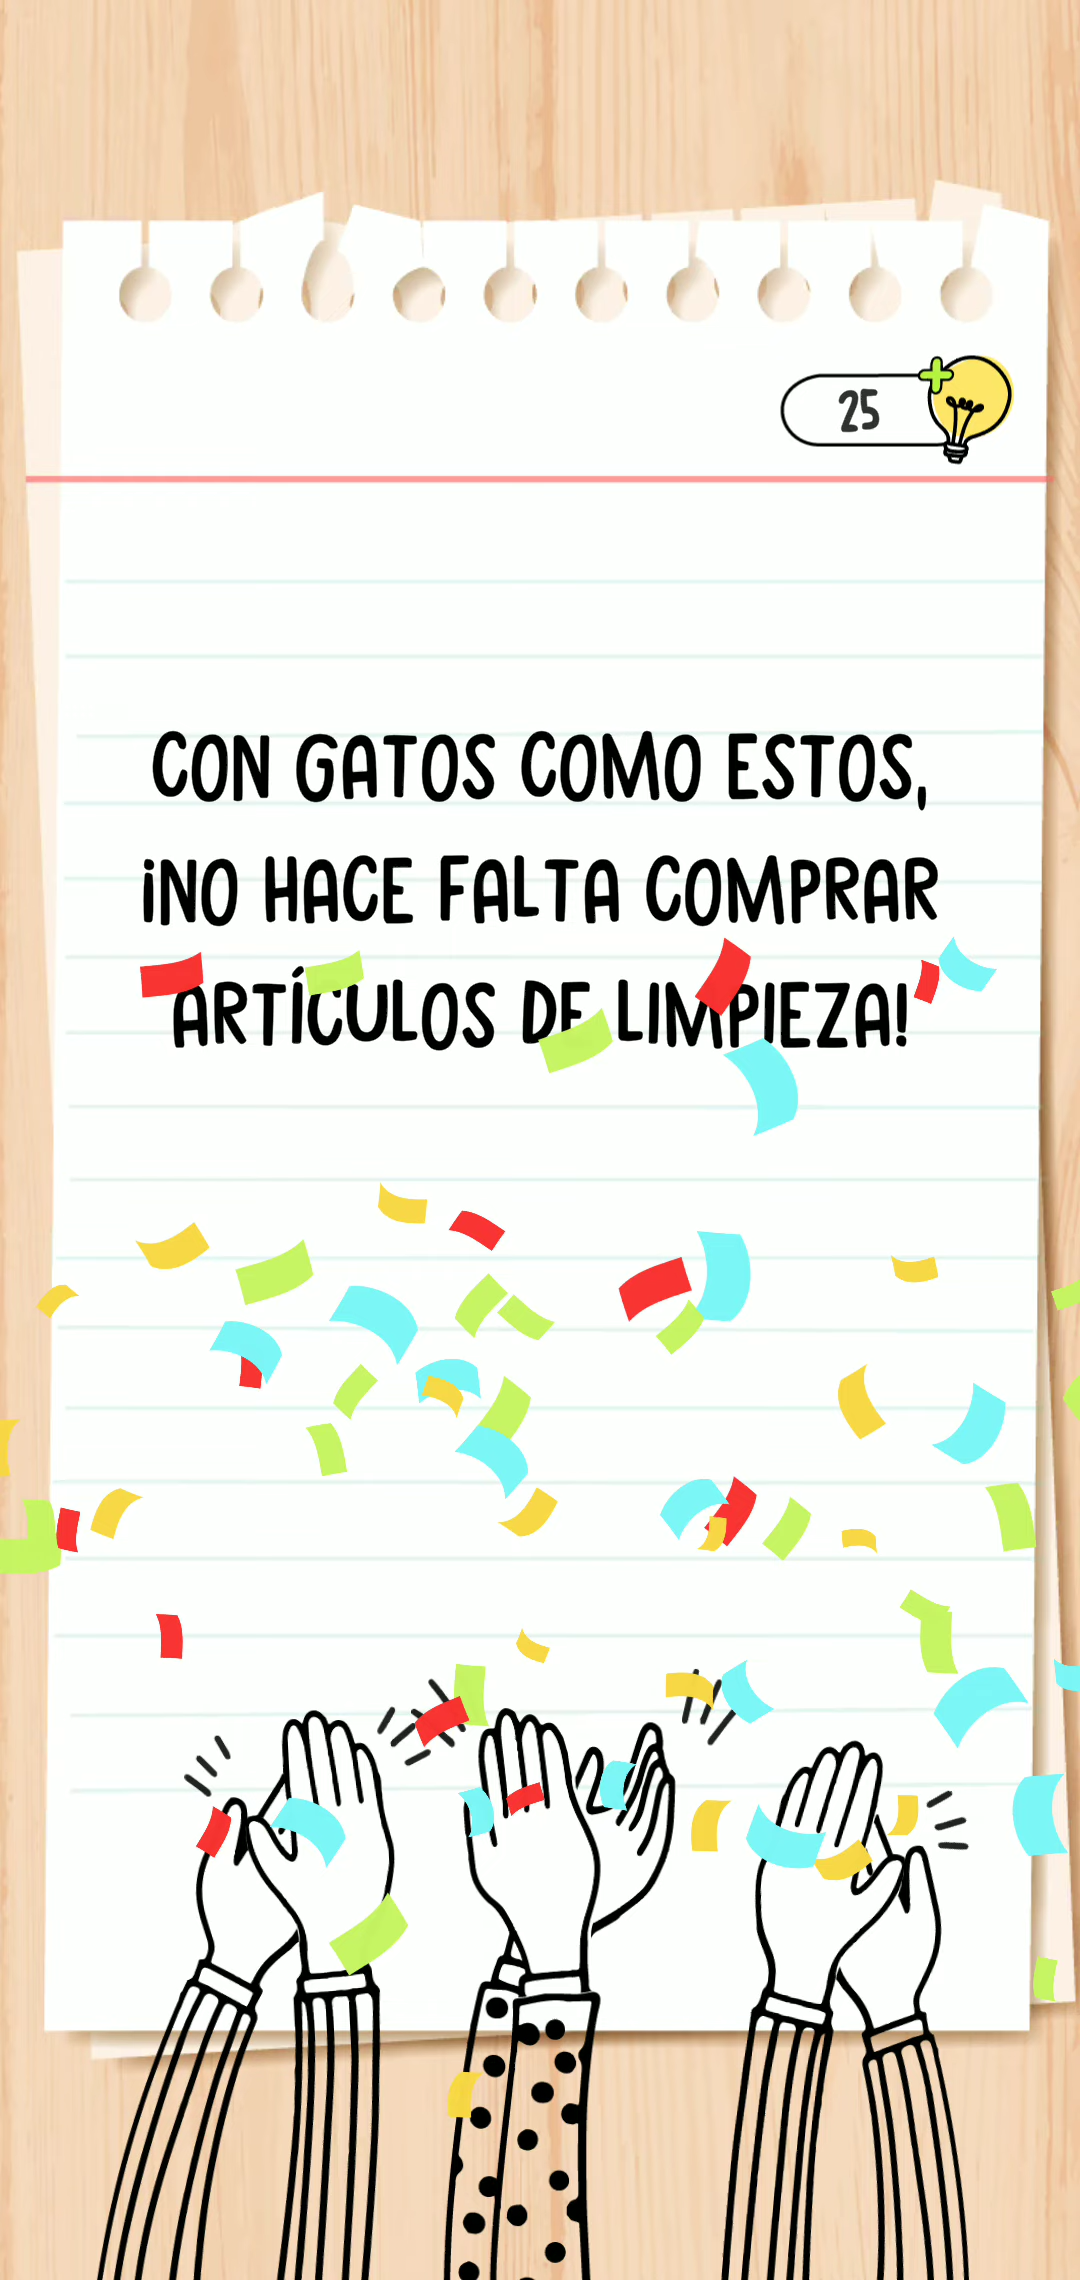 25
CON GATOS COMO ESTOS,
¡NO HACE FALTA COMPRAR
ARTÍCULOS DE LIMPIEZA!